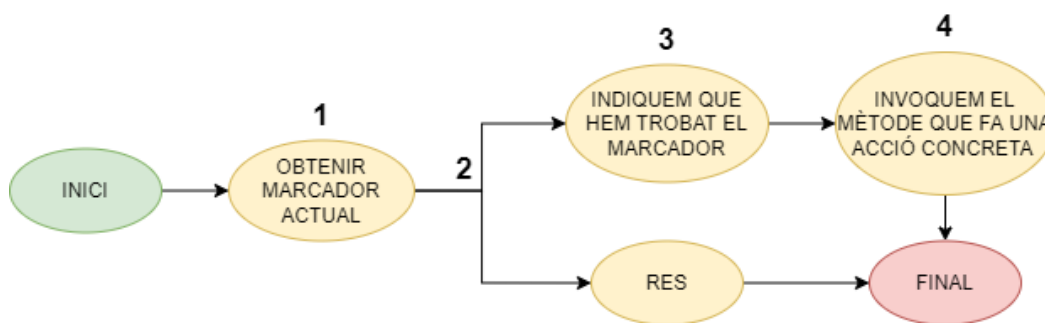 INICI
1
OBTENIR
MARCADOR
ACTUAL
2
3
INDIQUEM QUE
HEM TROBAT EL
MARCADOR
4
INVOQUEM EL
MÈTODE QUE FA UNA
ACCIÓ CONCRETA
RES
FINAL